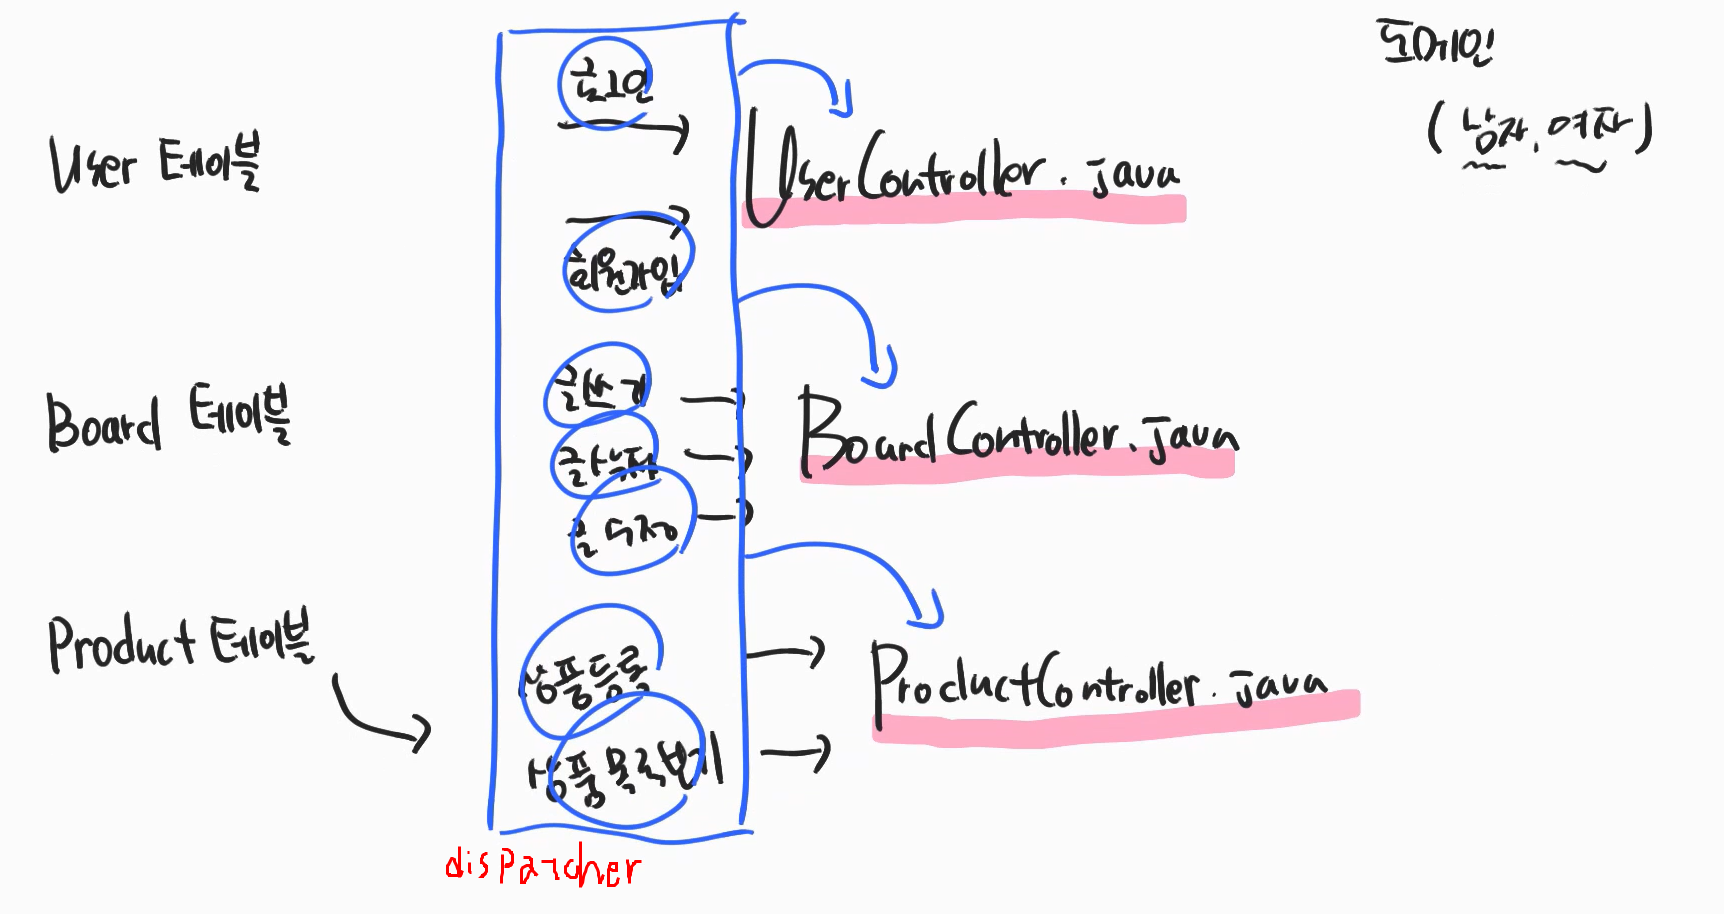 도메인
(남자, 여자)
User 테이블
로그인
UserController.java
회원가입
Board 테이블
글쓰기
글삭제
글수정
BoardController.java
Product 테이블
상품등록
상품목록보기
ProductController.java
dispatcher